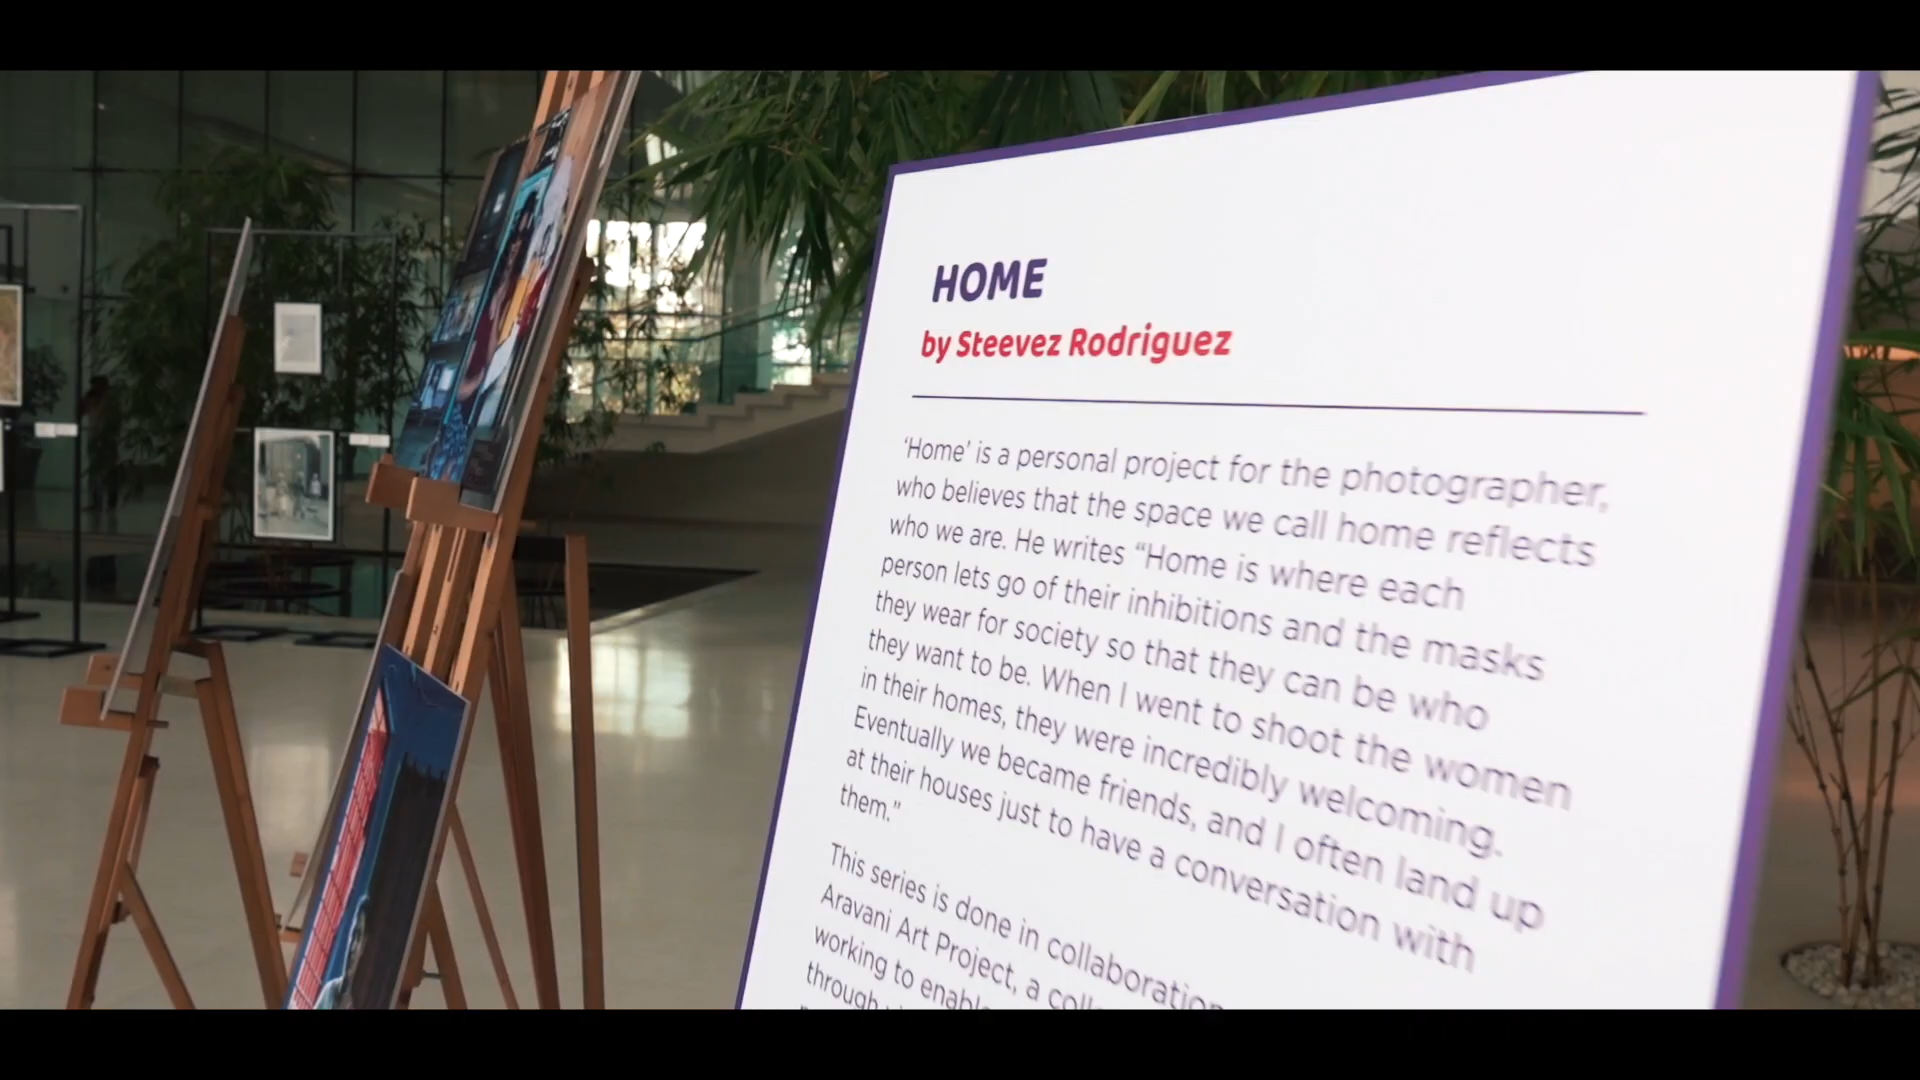 HOME
by Steevez Rodriguez
‘Home’ is a personal project for the photographer,
who believes that the space we call home reflects
who we are. He writes “Home is where each
person lets go of their inhibitions and the masks
they wear for society so that they can be who
they want to be. When I went to shoot the women
in their homes, they were incredibly welcoming.
Eventually we became friends, and I often land up
at their houses just to have a conversation with
them.”
This series is done in collaboration
Aravani Art Project, a
working to enable
through